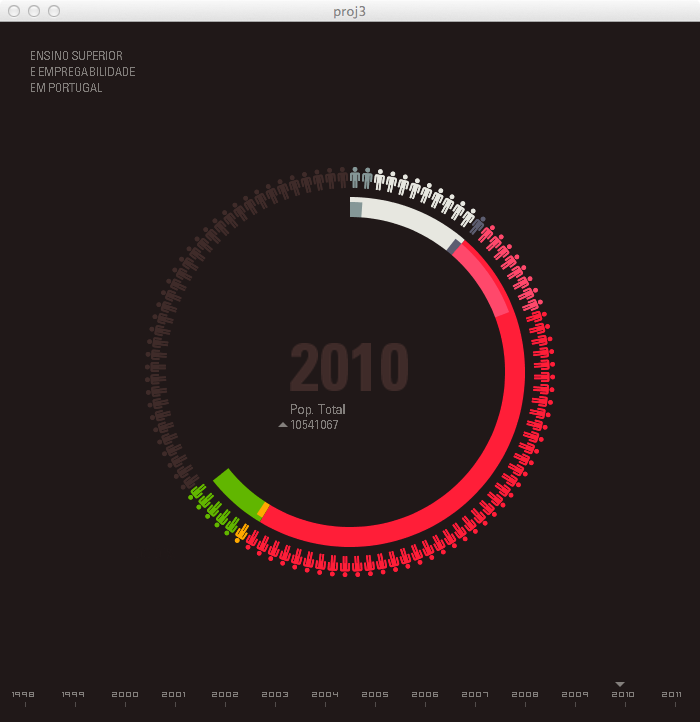 proj3
ENSINO SUPERIOR
E EMPREGABILIDADE
EM PORTUGAL
2010
Pop. Total
10541067
1998 1999 2000 2001 2002 2003 2004 2005 2006 2007 2008 2009 2010 2011